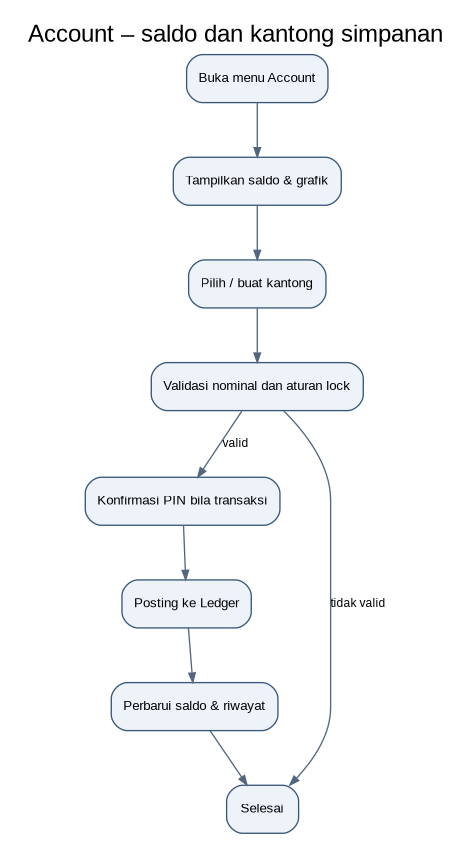 Account – saldo dan kantong simpanan
Buka menu Account
Tampilkan saldo & grafik
Pilih / buat kantong
Validasi nominal dan aturan lock
valid
Konfirmasi PIN bila transaksi
Posting ke Ledger
tidak valid
Perbarui saldo & riwayat
Selesai